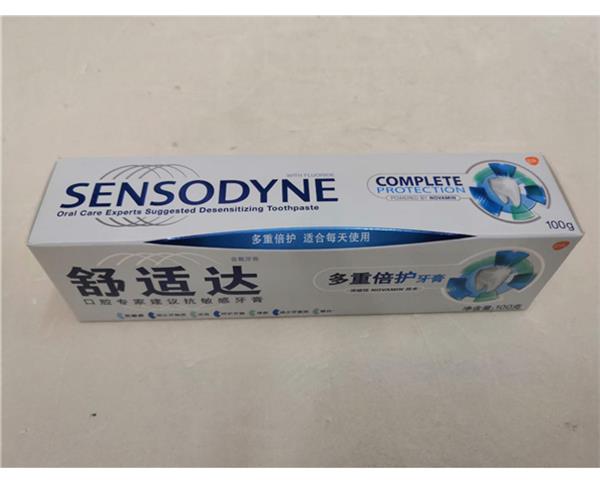 WITH FLUORIDE
SENSODYNE
Oral Care Experts Suggested Desensitizing Toothpaste
COMPLETE
PROTECTION
POWERED BY NOVAMIN
100g
多重倍护 适合每天使用
含氟牙膏
舒适达
口腔专家建议抗敏感牙膏
多重倍护牙膏
NOVAMIN 技术
净含量:100克